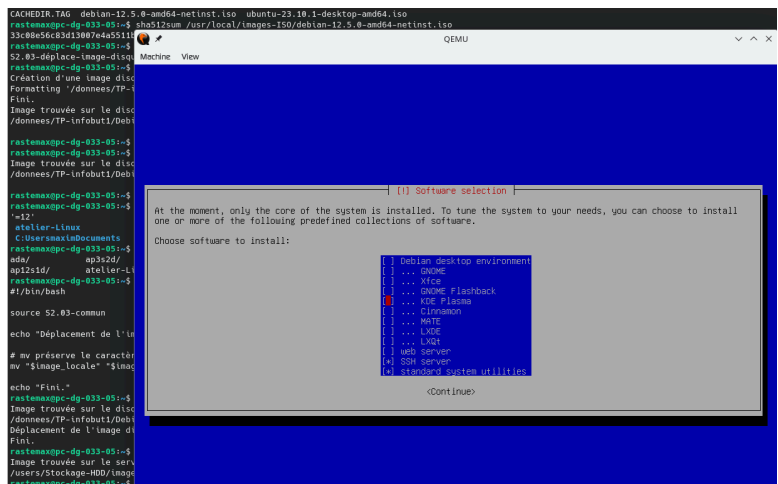 CACHEDIR.TAG  debian-12.5.0-amd64-netinst.iso  ubuntu-23.10.1-desktop-amd64.iso
rastemax@pc-dg-033-05:~$ sha512sum /usr/local/images-ISO/debian-12.5.0-amd64-netinst.iso
33c08e56c83d13007e4a5511
rastemax@pc-dg-033-05:~$
S2.03-déplace-image-disqu
rastemax@pc-dg-033-05:~$
Création d'une image disq
Formatting '/donnees/TP-i
Fini.
Image trouvée sur le disq
/donnees/TP-infobut1/Debi
rastemax@pc-dg-033-05:~$
rastemax@pc-dg-033-05:~$
Image trouvée sur le disq
/donnees/TP-infobut1/Debi
rastemax@pc-dg-033-05:~$
rastemax@pc-dg-033-05:~$
'=12'
atelier-Linux
C:UsersmaximDocuments
rastemax@pc-dg-033-05:~$
ada/ ap3s2d/
ap12s1d/ atelier-Li
rastemax@pc-dg-033-05:~$
#!/bin/bash
source S2.03-commun
echo "Déplacement de l'im
# mv préserve le caractèr
mv "$image_locale" "$imag
echo "Fini."
rastemax@pc-dg-033-05:~$
Image trouvée sur le disq
/donnees/TP-infobut1/Debi
Déplacement de l'image di
Fini.
rastemax@pc-dg-033-05:~$
Image trouvée sur le serv
/users/Stockage-HDD/image
rastemax@pc-dg-033-05:~$
QEMU
Machine View
[!] Software selection
At the moment, only the core of the system is installed. To tune the system to your needs, you can choose to install
one or more of the following predefined collections of software.
Choose software to install:
[ ] Debian desktop environment
[ ] ... GNOME
[ ] ... Xfce
[ ] ... GNOME Flashback
[ ] ... KDE Plasma
[ ] ... Cinnamon
[ ] ... MATE
[ ] ... LXDE
[ ] ... LXQt
[ ] web server
[*] SSH server
[*] standard system utilities
<Continue>